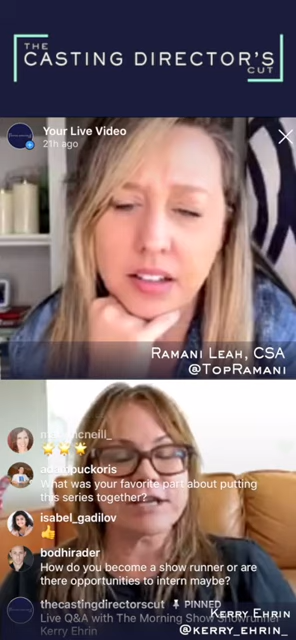 THE
CASTING DIRECTOR'S
CUT
Your Live Video
21h ago
RAMANI LEAH, CSA
@TOPRAMANI
What was your favorite part about putting
this series together?
isabel_gadilov
👍
bodhirader
How do you become a show runner or are
there opportunities to intern maybe?
thecastingdirectorscut PINNED
Live Q&A with The Morning Show Showrunner
Kerry Ehrin
KERRY EHRIN
@KERRY_EHRIN_